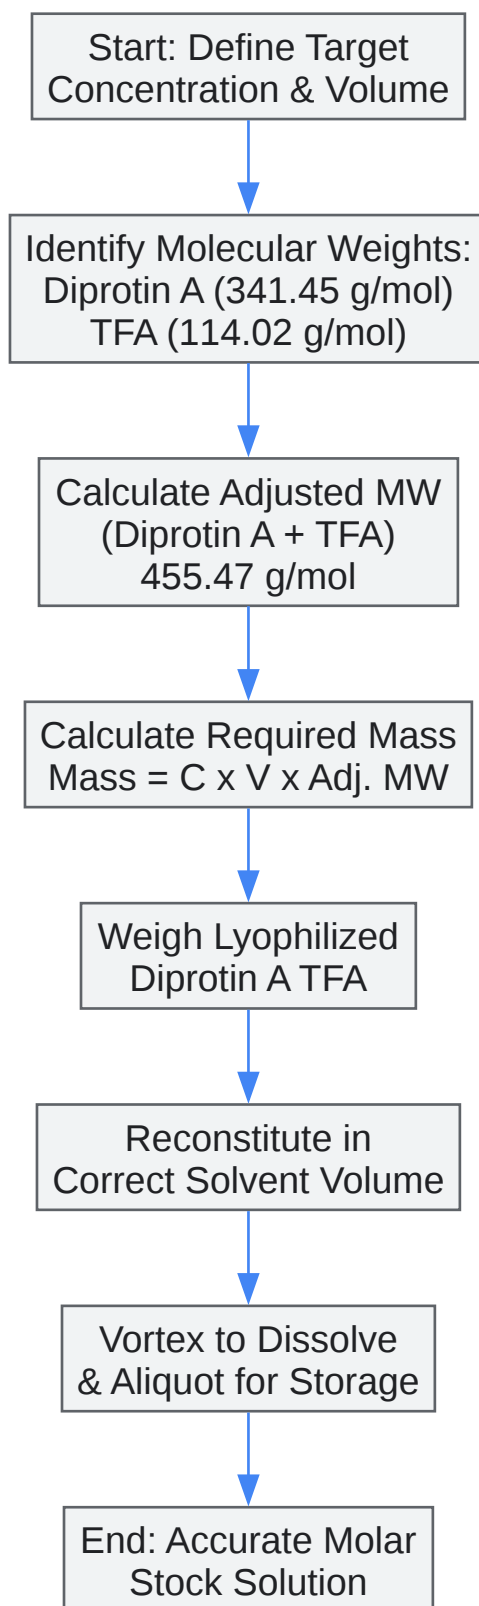 Start: Define Target
Concentration & Volume
Identify Molecular Weights:
Diprotin A (341.45 g/mol)
TFA (114.02 g/mol)
Calculate Adjusted MW
(Diprotin A + TFA)
455.47 g/mol
Calculate Required Mass
Mass = C x V x Adj. MW
Weigh Lyophilized
Diprotin A TFA
Reconstitute in
Correct Solvent Volume
Vortex to Dissolve
& Aliquot for Storage
End: Accurate Molar
Stock Solution